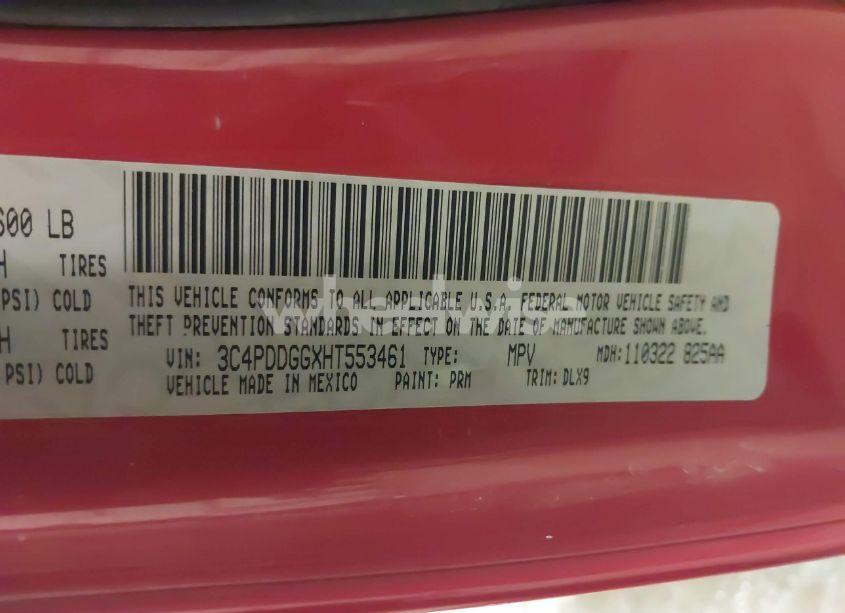 600 LB
H TIRES
PSI) COLD
H TIRES
PSI) COLD
THIS VEHICLE CONFORMS TO ALL APPLICABLE U.S.A. FEDERAL MOTOR VEHICLE SAFETY AND
THEFT PREVENTION STANDARDS IN EFFECT ON THE DATE OF MANUFACTURE SHOWN ABOVE.
VIN: 3C4PDDGGXHT553461 TYPE: MPV MDH: 110322 825AA
VEHICLE MADE IN MEXICO PAINT: PRM TRIM: DLX9